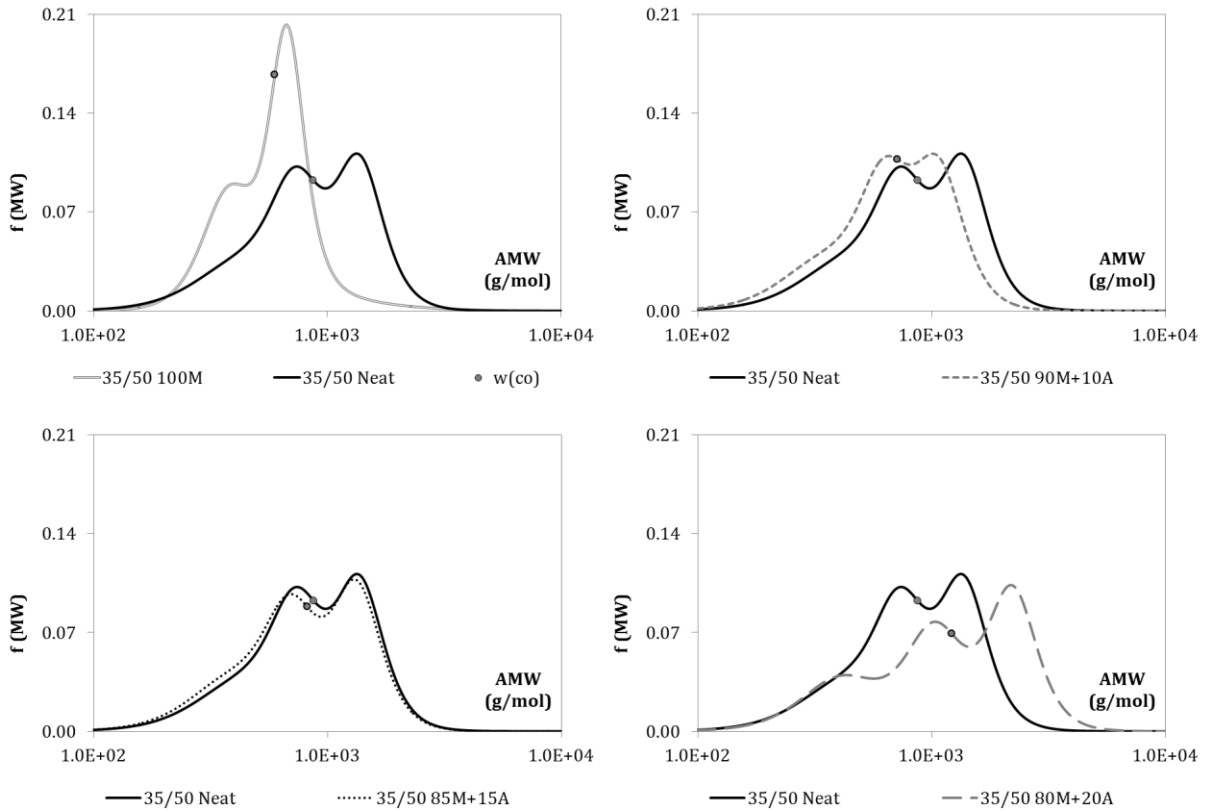 0.21
0.14
0.07
0.00
f (MW)
AMW
(g/mol)
1.0E+02 1.0E+03 1.0E+04
35/50 100M 35/50 Neat w(co)
0.21
0.14
0.07
0.00
f (MW)
AMW
(g/mol)
1.0E+02 1.0E+03 1.0E+04
35/50 Neat 35/50 90M+10A
0.21
0.14
0.07
0.00
f (MW)
AMW
(g/mol)
1.0E+02 1.0E+03 1.0E+04
35/50 Neat 35/50 85M+15A
0.21
0.14
0.07
0.00
f (MW)
AMW
(g/mol)
1.0E+02 1.0E+03 1.0E+04
35/50 Neat 35/50 80M+20A